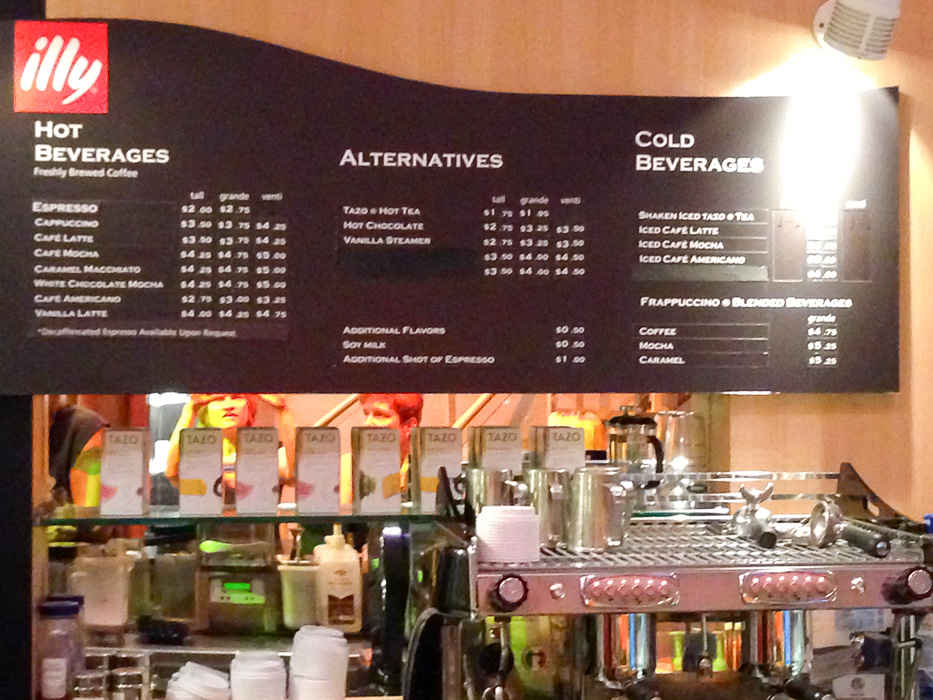 illy
HOT
BEVERAGES
Freshly Brewed Coffee
tall grande venti
ESPRESSO $2.00 $2.75
CAPPUCCINO $3.50 $3.75 $4.25
CAFÉ LATTE $3.50 $3.75 $4.25
CAFÉ MOCHA $4.25 $4.75 $5.00
CARAMEL MACCHIATO $4.25 $4.75 $5.00
WHITE CHOCOLATE MOCHA $4.25 $4.75 $5.00
CAFÉ AMERICANO $2.75 $3.00 $3.25
VANILLA LATTE $4.00 $4.25 $4.75
*Decaffeinated Espresso Available Upon Request.
ALTERNATIVES
tall grande venti
TAZO ® HOT TEA $1.75 $1.95
HOT CHOCOLATE $2.75 $3.25 $3.50
VANILLA STEAMER $2.75 $3.25 $3.50
$3.50 $4.00 $4.50
$3.50 $4.00 $4.50
ADDITIONAL FLAVORS $0.50
SOY MILK $0.50
ADDITIONAL SHOT OF ESPRESSO $1.00
COLD
BEVERAGES
SHAKEN ICED TAZO ® TEA
ICED CAFÉ LATTE
ICED CAFÉ MOCHA
ICED CAFÉ AMERICANO
$4.00
FRAPPUCCINO ® BLENDED BEVERAGES
grande
COFFEE $4.75
MOCHA $5.25
CARAMEL $5.25
TAZO TAZO TAZO TAZO TAZO TAZO TAZO TAZO